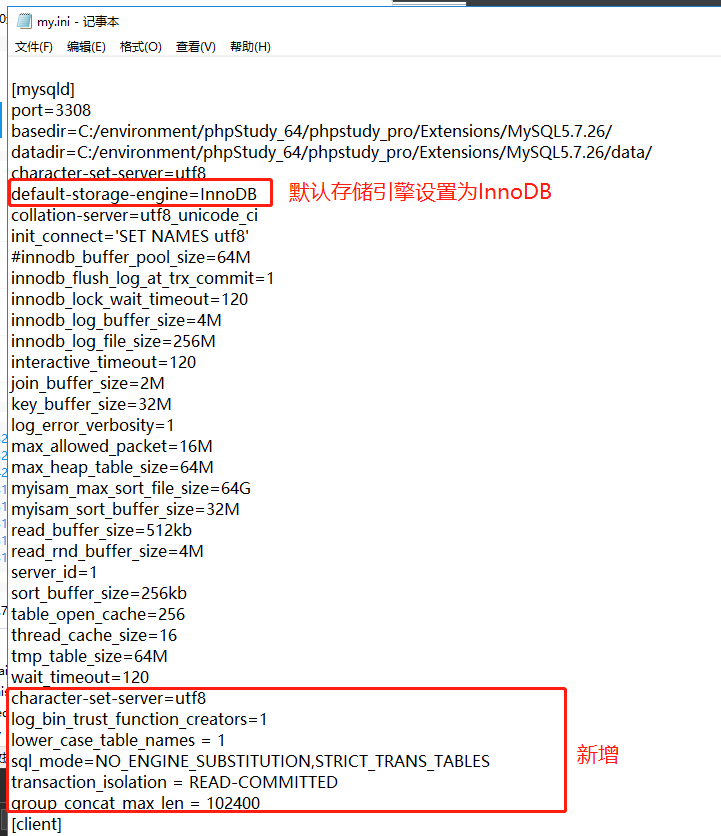 my.ini - 记事本
文件(F) 编辑(E) 格式(O) 查看(V) 帮助(H)
[mysqld]
port=3308
basedir=C:/environment/phpStudy_64/phpstudy_pro/Extensions/MySQL5.7.26/
datadir=C:/environment/phpStudy_64/phpstudy_pro/Extensions/MySQL5.7.26/data/
character-set-server=utf8
default-storage-engine=InnoDB 默认存储引擎设置为InnoDB
collation-server=utf8_unicode_ci
init_connect='SET NAMES utf8'
#innodb_buffer_pool_size=64M
innodb_flush_log_at_trx_commit=1
innodb_lock_wait_timeout=120
innodb_log_buffer_size=4M
innodb_log_file_size=256M
interactive_timeout=120
join_buffer_size=2M
key_buffer_size=32M
log_error_verbosity=1
max_allowed_packet=16M
max_heap_table_size=64M
myisam_max_sort_file_size=64G
myisam_sort_buffer_size=32M
read_buffer_size=512kb
read_rnd_buffer_size=4M
server_id=1
sort_buffer_size=256kb
table_open_cache=256
thread_cache_size=16
tmp_table_size=64M
wait_timeout=120
character-set-server=utf8
log_bin_trust_function_creators=1
lower_case_table_names = 1
sql_mode=NO_ENGINE_SUBSTITUTION,STRICT_TRANS_TABLES 新增
transaction_isolation = READ-COMMITTED
group_concat_max_len = 102400
[client]